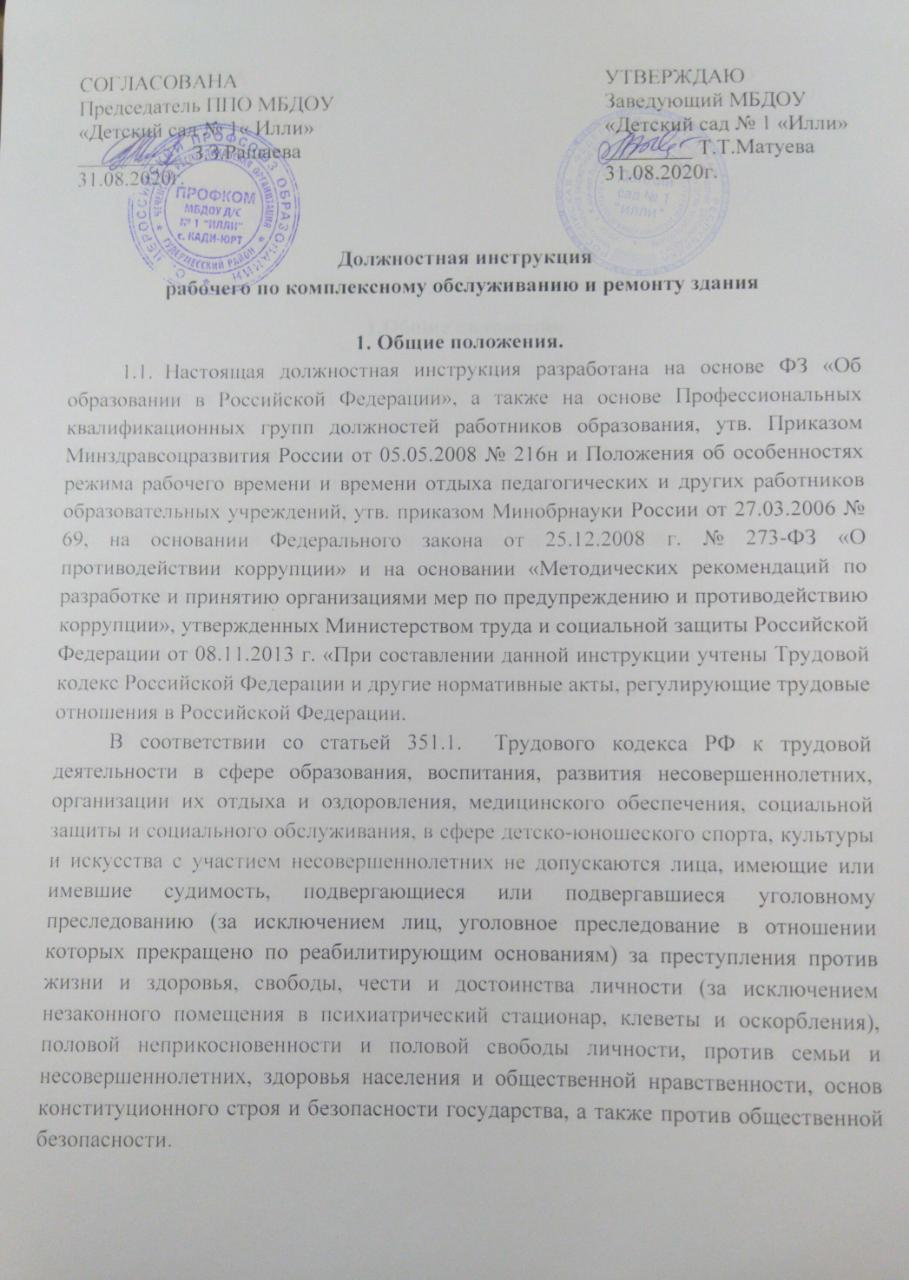 СОГЛАСОВАНА
Председатель ППО МБДОУ
«Детский сад № 1« Илли»
З.З.Рашаева
31.08.2020г.
УТВЕРЖДАЮ
Заведующий МБДОУ
«Детский сад № 1 «Илли»
Т.Т.Матуева
31.08.2020г.
ПРОФКОМ
МБДОУ Д/С
№ 1 "ИЛЛИ"
с. КАДИ-ЮРТ
ГУДЕРМЕССКИЙ РАЙОН
сад № 1
"ИЛЛИ"
Должностная инструкция
рабочего по комплексному обслуживанию и ремонту здания
1. Общие положения.
1.1. Настоящая должностная инструкция разработана на основе ФЗ «Об
образовании в Российской Федерации», а также на основе Профессиональных
квалификационных групп должностей работников образования, утв. Приказом
Минздравсоцразвития России от 05.05.2008 № 216н и Положения об особенностях
режима рабочего времени и времени отдыха педагогических и других работников
образовательных учреждений, утв. приказом Минобрнауки России от 27.03.2006 №
69, на основании Федерального закона от 25.12.2008 г. № 273-ФЗ «О
противодействии коррупции» и на основании «Методических рекомендаций по
разработке и принятию организациями мер по предупреждению и противодействию
коррупции», утвержденных Министерством труда и социальной защиты Российской
Федерации от 08.11.2013 г. «При составлении данной инструкции учтены Трудовой
кодекс Российской Федерации и другие нормативные акты, регулирующие трудовые
отношения в Российской Федерации.
В соответствии со статьей 351.1. Трудового кодекса РФ к трудовой
деятельности в сфере образования, воспитания, развития несовершеннолетних,
организации их отдыха и оздоровления, медицинского обеспечения, социальной
защиты и социального обслуживания, в сфере детско-юношеского спорта, культуры
и искусства с участием несовершеннолетних не допускаются лица, имеющие или
имевшие судимость, подвергающиеся или подвергавшиеся уголовному
преследованию (за исключением лиц, уголовное преследование в отношении
которых прекращено по реабилитирующим основаниям) за преступления против
жизни и здоровья, свободы, чести и достоинства личности (за исключением
незаконного помещения в психиатрический стационар, клеветы и оскорбления),
половой неприкосновенности и половой свободы личности, против семьи и
несовершеннолетних, здоровья населения и общественной нравственности, основ
конституционного строя и безопасности государства, а также против общественной
безопасности.